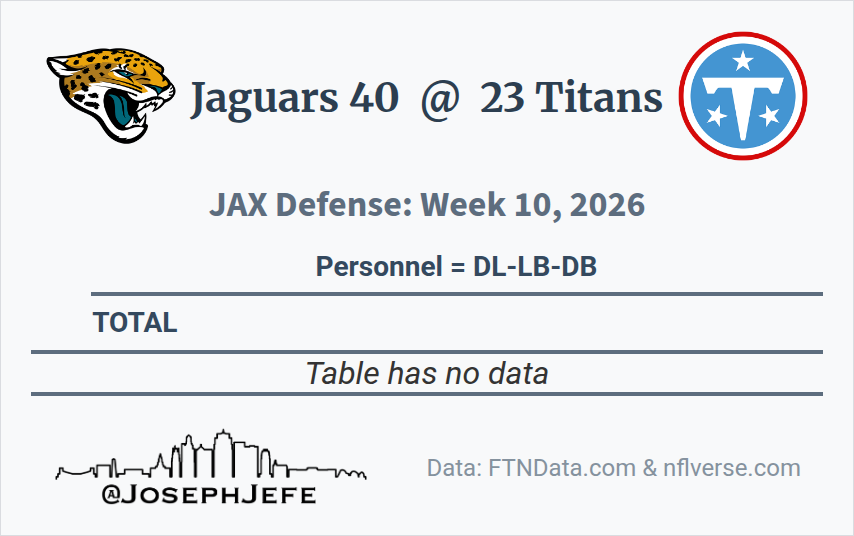 Jaguars 40 @ 23 Titans
JAX Defense: Week 10, 2026
Personnel = DL-LB-DB
TOTAL
Table has no data
@JosephJefe
Data: FTNData.com & nflverse.com